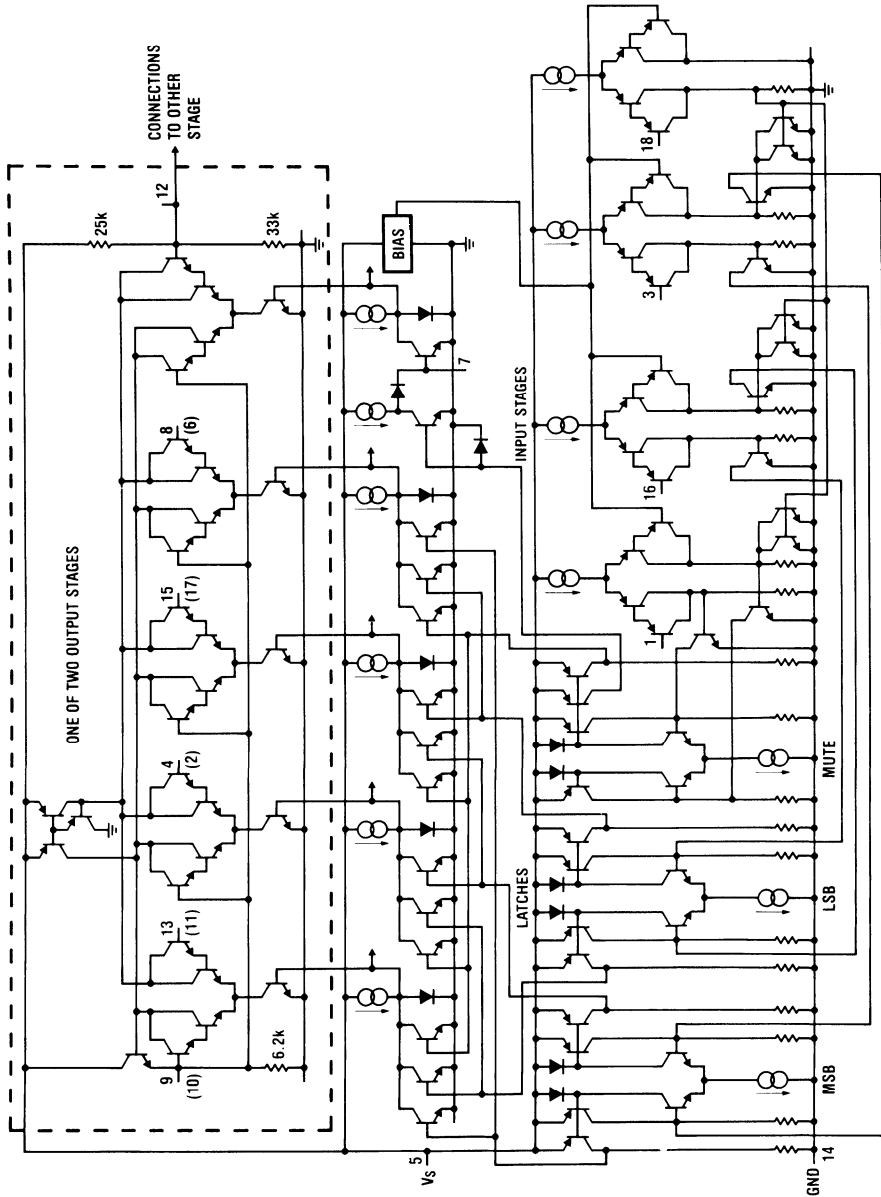 CONNECTIONS
TO OTHER
STAGE
12
25k
33k
ONE OF TWO OUTPUT STAGES
9
(10)
13
(11)
4
(2)
15
(17)
8
(6)
6.2k
BIAS
7
5
VS
INPUT STAGES
LATCHES
1
16
3
18
MSB
LSB
MUTE
GND
14